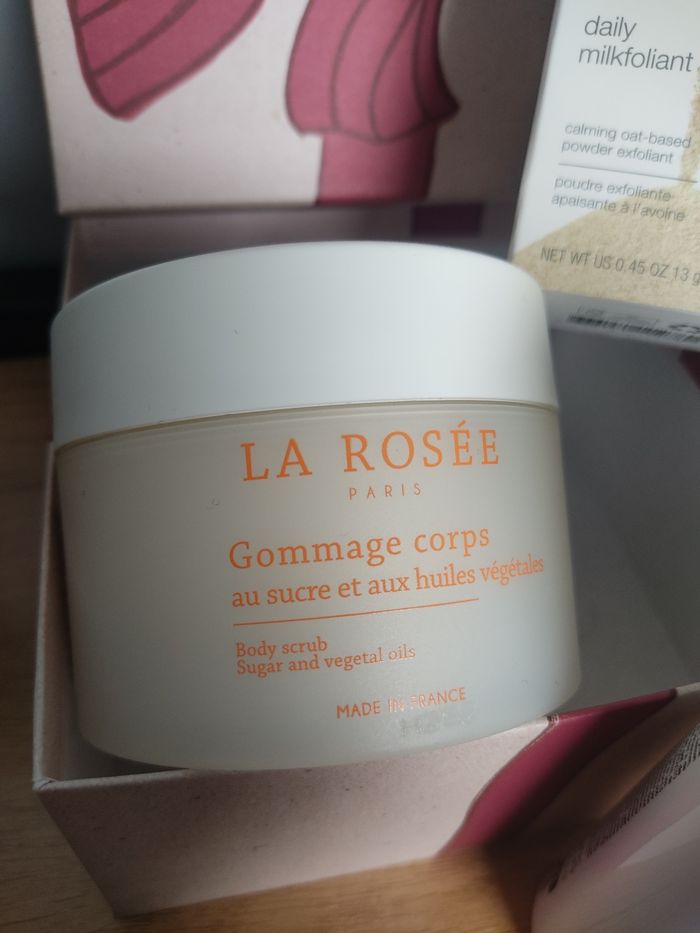 daily
milkfoliant
calming oat-based
powder exfoliant
poudre exfoliante
apaisante à l'avoine
NET WT US 0.45 OZ 13 g
LA ROSÉE
PARIS
Gommage corps
au sucre et aux huiles végétales
Body scrub
Sugar and vegetal oils
MADE IN FRANCE